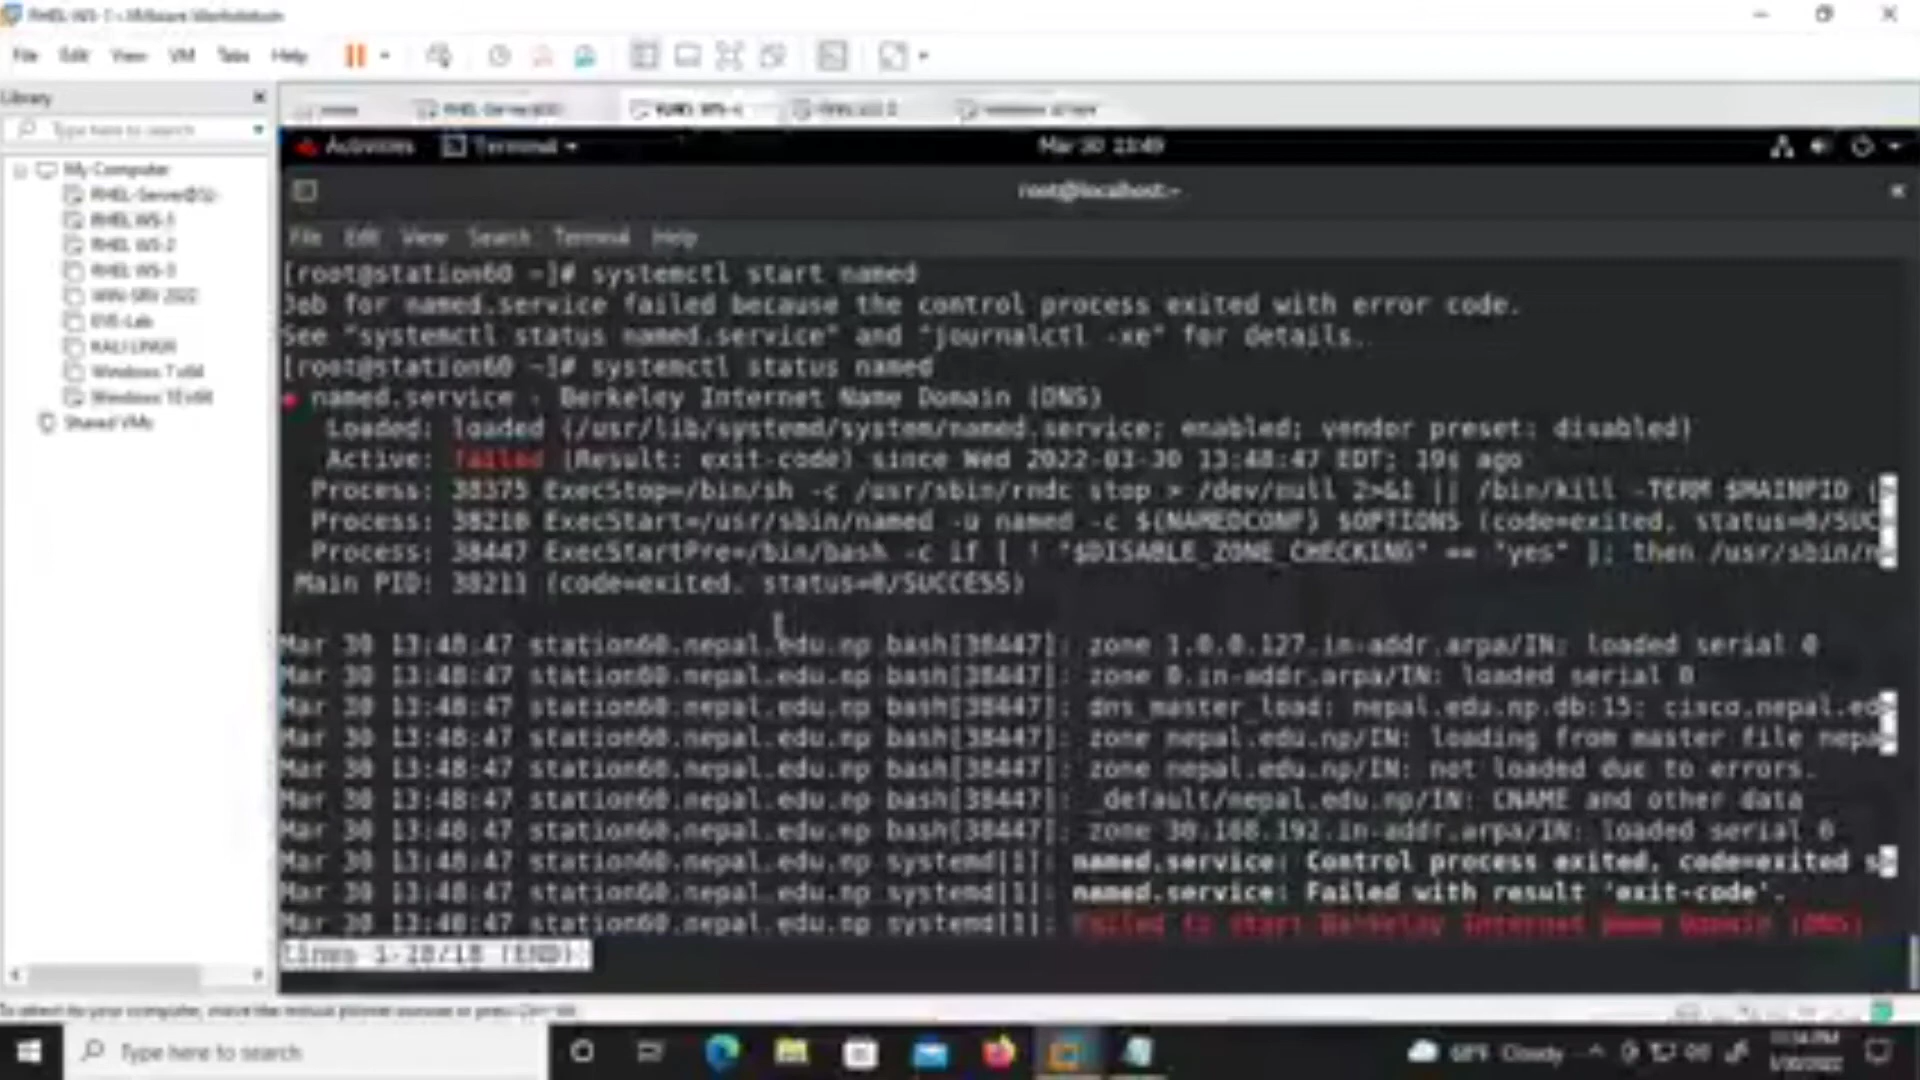 RHEL WS-1 - VMware Workstation
File Edit View VM Tabs Help
Library
Type here to search
My Computer
RHEL WS-1
RHEL WS-2
RHEL WS-3
WIN-SRV 2022
KALI LINUX
Windows 7 x64
Shared VMs
Activities Terminal
Mar 30 13:49
root@localhost:~
File Edit View Search Terminal Help
[root@station60 ~]# systemctl start named
Job for named.service failed because the control process exited with error code.
See "systemctl status named.service" and "journalctl -xe" for details.
[root@station60 ~]# systemctl status named
● named.service - Berkeley Internet Name Domain (DNS)
Loaded: loaded (/usr/lib/systemd/system/named.service; enabled; vendor preset: disabled)
Active: failed (Result: exit-code) since Wed 2022-03-30 13:48:47 EDT; 19s ago
Process: 38375 ExecStop=/bin/sh -c /usr/sbin/rndc stop > /dev/null 2>&1 || /bin/kill -TERM $MAINPID (
Process: 38210 ExecStart=/usr/sbin/named -u named -c ${NAMEDCONF} $OPTIONS (code=exited, status=0/SUC
Process: 38447 ExecStartPre=/bin/bash -c if [ ! "$DISABLE_ZONE_CHECKING" == "yes" ]; then /usr/sbin/n
Main PID: 38211 (code=exited, status=0/SUCCESS)
Mar 30 13:48:47 station60.nepal.edu.np bash[38447]: zone 1.0.0.127.in-addr.arpa/IN: loaded serial 0
Mar 30 13:48:47 station60.nepal.edu.np bash[38447]: zone 0.in-addr.arpa/IN: loaded serial 0
Mar 30 13:48:47 station60.nepal.edu.np bash[38447]: dns_master_load: nepal.edu.np.db:15: cisco.nepal.ed
Mar 30 13:48:47 station60.nepal.edu.np bash[38447]: zone nepal.edu.np/IN: loading from master file nepa
Mar 30 13:48:47 station60.nepal.edu.np bash[38447]: zone nepal.edu.np/IN: not loaded due to errors.
Mar 30 13:48:47 station60.nepal.edu.np bash[38447]: _default/nepal.edu.np/IN: CNAME and other data
Mar 30 13:48:47 station60.nepal.edu.np bash[38447]: zone 30.168.192.in-addr.arpa/IN: loaded serial 0
Mar 30 13:48:47 station60.nepal.edu.np systemd[1]: named.service: Control process exited, code=exited s
Mar 30 13:48:47 station60.nepal.edu.np systemd[1]: named.service: Failed with result 'exit-code'.
Mar 30 13:48:47 station60.nepal.edu.np systemd[1]: Failed to start Berkeley Internet Name Domain (DNS)
lines 1-18/18 (END)
Type here to search
68°F Cloudy
3/30/2022